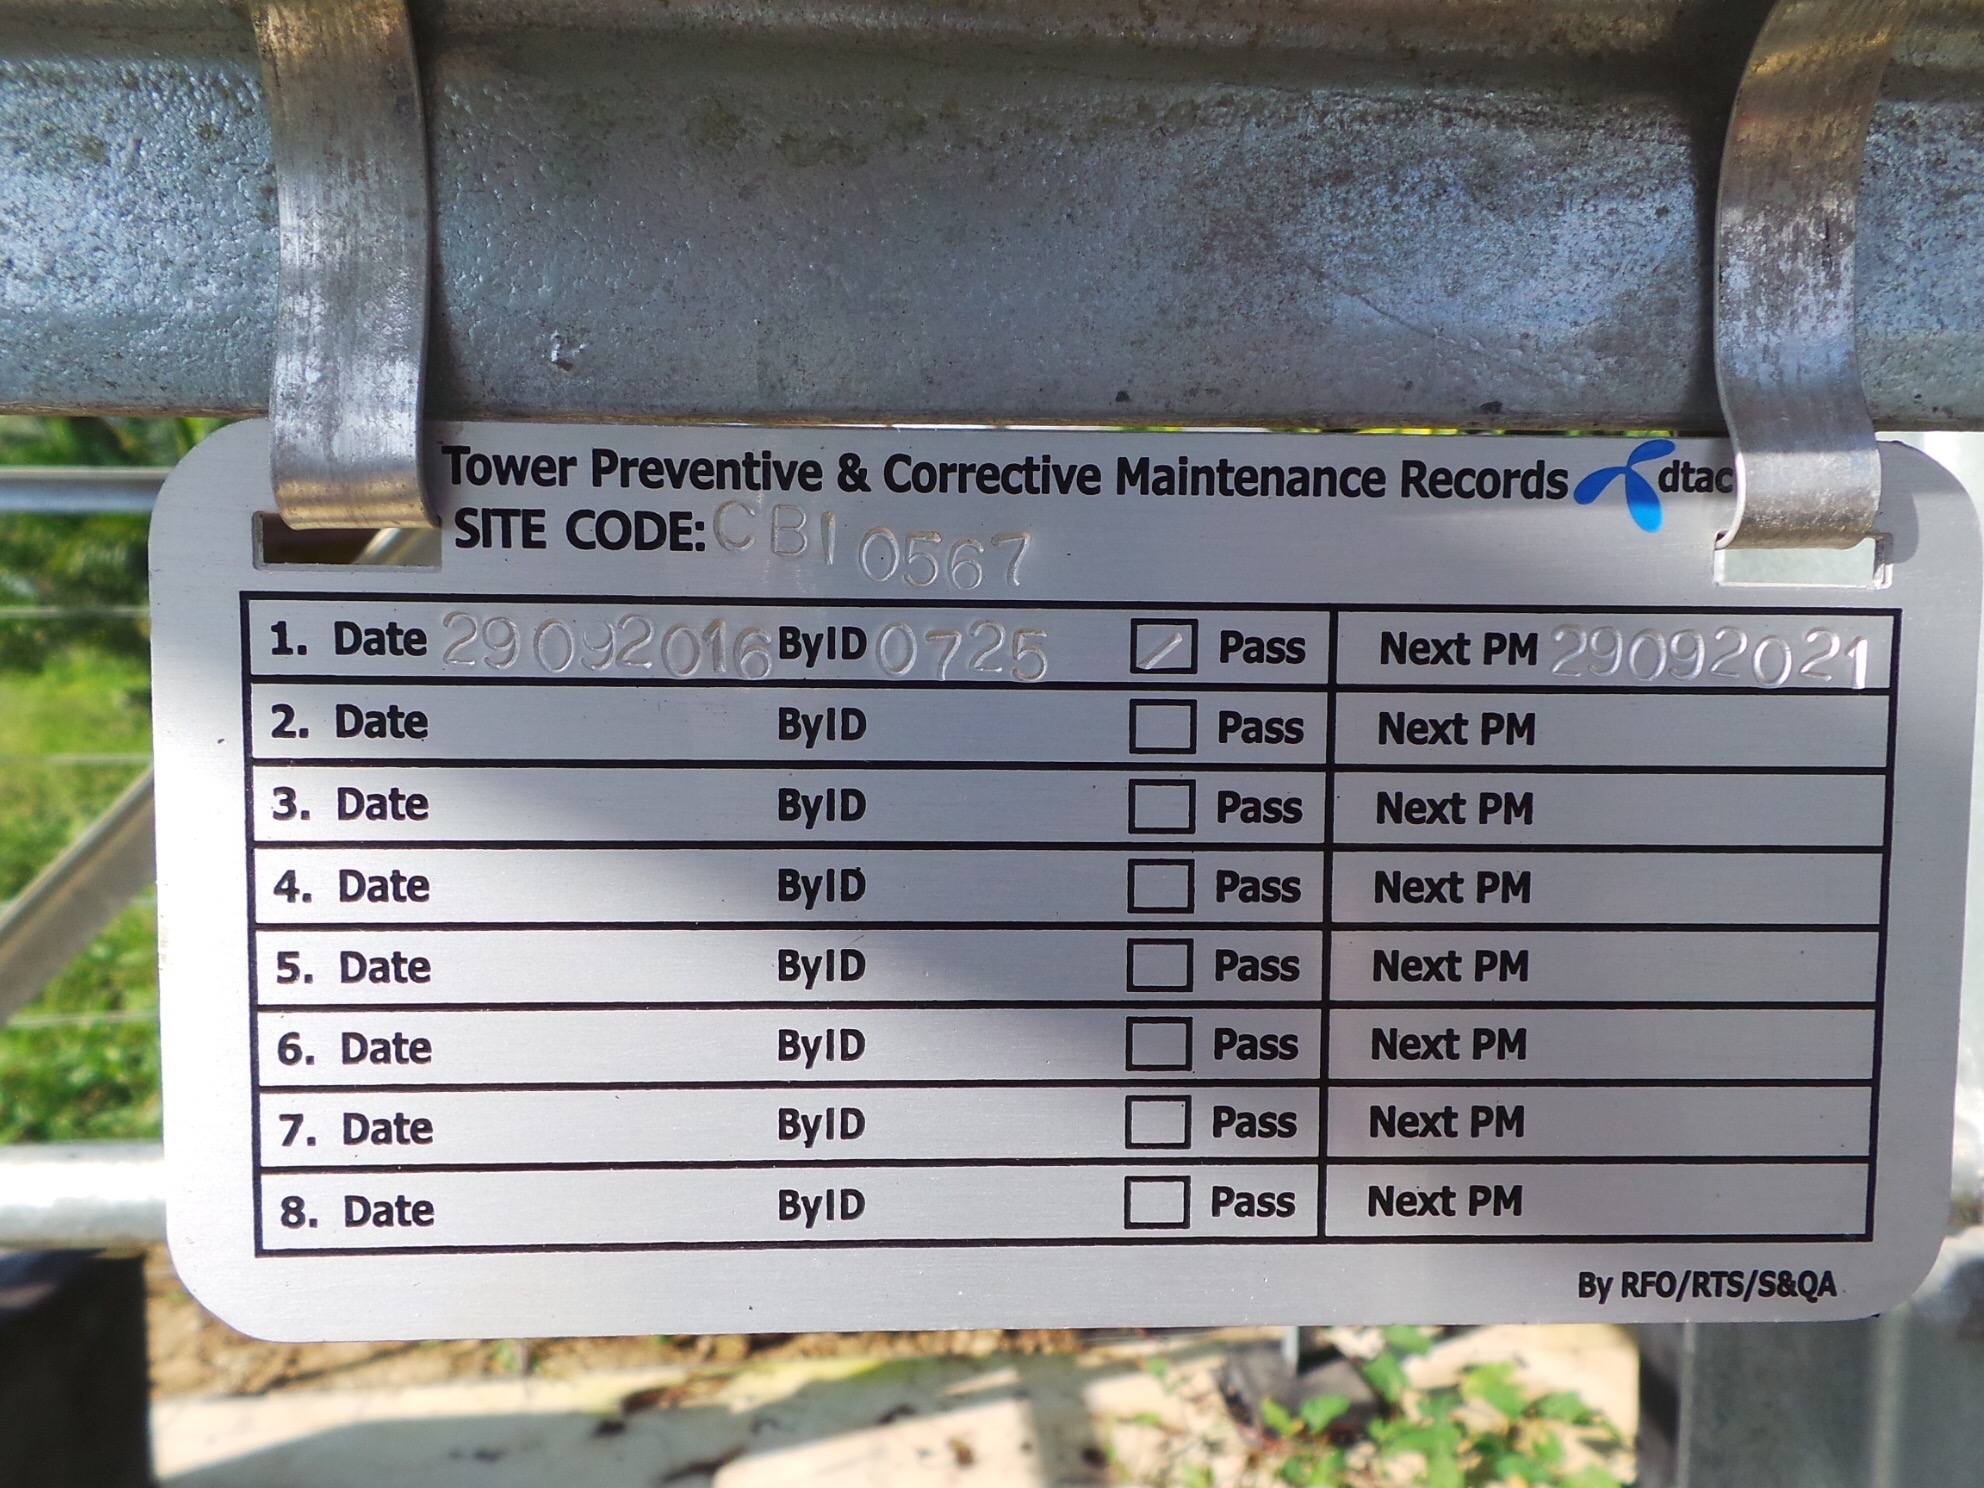 Tower Preventive & Corrective Maintenance Records dtac
SITE CODE: CBI 0567
1. Date 29092016 ByID 0725 Pass Next PM 29092021
2. Date ByID Pass Next PM
3. Date ByID Pass Next PM
4. Date ByID Pass Next PM
5. Date ByID Pass Next PM
6. Date ByID Pass Next PM
7. Date ByID Pass Next PM
8. Date ByID Pass Next PM
By RFO/RTS/S&QA